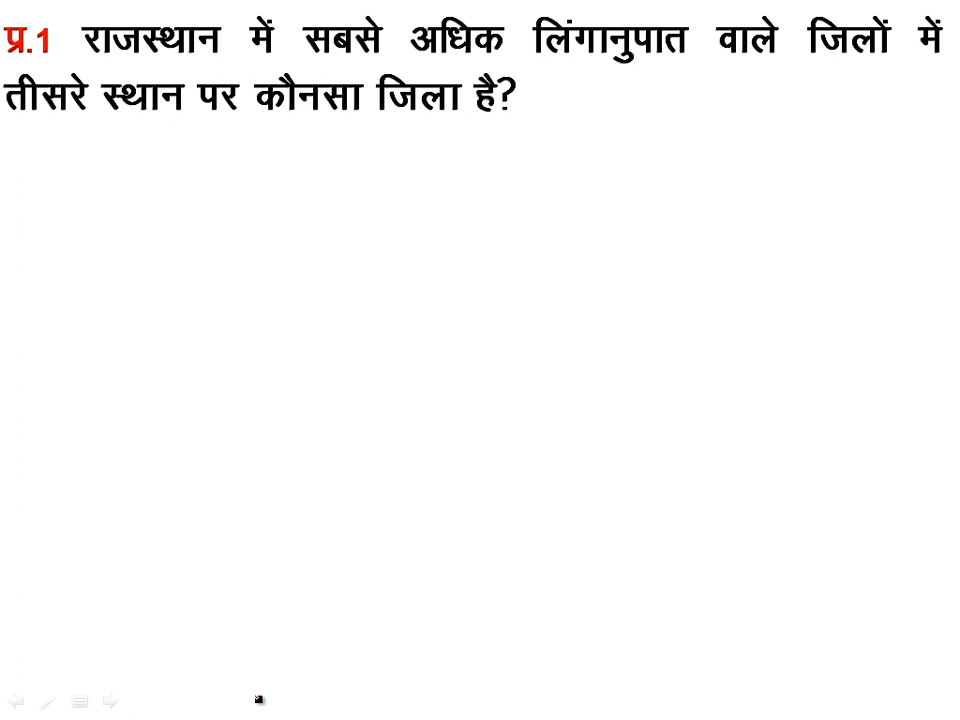 प्र.1 राजस्थान में सबसे अधिक लिंगानुपात वाले जिलों में
तीसरे स्थान पर कौनसा जिला है?